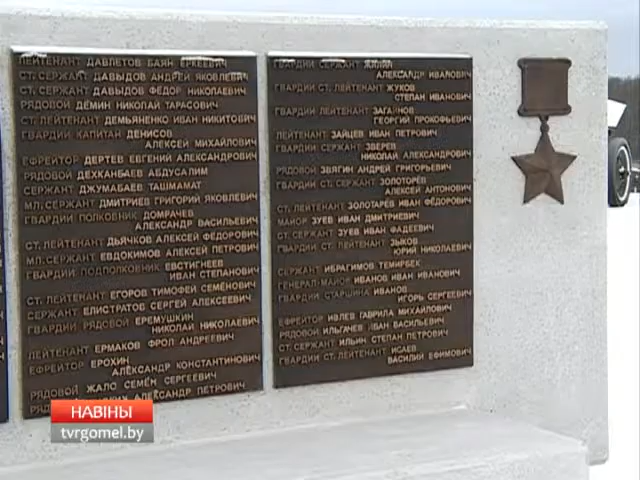 ЛЕЙТЕНАНТ ДАВЛЕТОВ БАЯН ЕРКЕЕВИЧ
СТ. СЕРЖАНТ ДАВЫДОВ АНДРЕЙ ЯКОВЛЕВИЧ
СТ. СЕРЖАНТ ДАВЫДОВ ФЁДОР НИКОЛАЕВИЧ
РЯДОВОЙ ДЁМИН НИКОЛАЙ ТАРАСОВИЧ
СТ. ЛЕЙТЕНАНТ ДЕМЬЯНЕНКО ИВАН НИКИТОВИЧ
ГВАРДИИ КАПИТАН ДЕНИСОВ
АЛЕКСЕЙ МИХАЙЛОВИЧ
ЕФРЕЙТОР ДЕРТЕВ ЕВГЕНИЙ АЛЕКСАНДРОВИЧ
РЯДОВОЙ ДЕХКАНБАЕВ АБДУСАЛИМ
СЕРЖАНТ ДЖУМАБАЕВ ТАШМАМАТ
МЛ. СЕРЖАНТ ДМИТРИЕВ ГРИГОРИЙ ЯКОВЛЕВИЧ
ГВАРДИИ ПОЛКОВНИК ДОМРАЧЕВ
АЛЕКСАНДР ВАСИЛЬЕВИЧ
СТ. ЛЕЙТЕНАНТ ДЬЯЧКОВ АЛЕКСЕЙ ФЁДОРОВИЧ
МЛ. СЕРЖАНТ ЕВДОКИМОВ АЛЕКСЕЙ ПЕТРОВИЧ
ГВАРДИИ ПОДПОЛКОВНИК ЕВСТИГНЕЕВ
ИВАН СТЕПАНОВИЧ
СТ. ЛЕЙТЕНАНТ ЕГОРОВ ТИМОФЕЙ СЕМЁНОВИЧ
СЕРЖАНТ ЕЛИСТРАТОВ СЕРГЕЙ АЛЕКСЕЕВИЧ
ГВАРДИИ РЯДОВОЙ ЕРЕМУШКИН
НИКОЛАЙ НИКОЛАЕВИЧ
ЛЕЙТЕНАНТ ЕРМАКОВ ФРОЛ АНДРЕЕВИЧ
ЕФРЕЙТОР ЕРОХИН
АЛЕКСАНДР КОНСТАНТИНОВИЧ
РЯДОВОЙ ЖАЛО СЕМЁН СЕРГЕЕВИЧ
АЛЕКСАНДР ПЕТРОВИЧ
ГВАРДИИ СЕРЖАНТ ЖИЛИН
АЛЕКСАНДР ИВАНОВИЧ
ГВАРДИИ СТ. ЛЕЙТЕНАНТ ЖУКОВ
СТЕПАН ИВАНОВИЧ
ГВАРДИИ ЛЕЙТЕНАНТ ЗАГАЙНОВ
ГЕОРГИЙ ПРОКОФЬЕВИЧ
ЛЕЙТЕНАНТ ЗАЙЦЕВ ИВАН ПЕТРОВИЧ
ГВАРДИИ СЕРЖАНТ ЗВЕРЕВ
НИКОЛАЙ АЛЕКСАНДРОВИЧ
РЯДОВОЙ ЗВЯГИН АНДРЕЙ ГРИГОРЬЕВИЧ
ГВАРДИИ СТ. СЕРЖАНТ ЗОЛОТОРЁВ
АЛЕКСЕЙ АНТОНОВИЧ
СТ. ЛЕЙТЕНАНТ ЗОЛОТАРЁВ ИВАН ФЁДОРОВИЧ
МАЙОР ЗУЕВ ИВАН ДМИТРИЕВИЧ
СТ. СЕРЖАНТ ЗУЕВ ИВАН ФАДЕЕВИЧ
ГВАРДИИ СТ. ЛЕЙТЕНАНТ ЗЫКОВ
ЮРИЙ НИКОЛАЕВИЧ
СЕРЖАНТ ИБРАГИМОВ ТЕМИРБЕК
ГЕНЕРАЛ-МАЙОР ИВАНОВ ИВАН ИВАНОВИЧ
ГВАРДИИ СТАРШИНА ИВАНОВ
ИГОРЬ СЕРГЕЕВИЧ
ЕФРЕЙТОР ИВЛЕВ ГАВРИЛА МИХАЙЛОВИЧ
РЯДОВОЙ ИЛЬГАЧЕВ ИВАН ВАСИЛЬЕВИЧ
СТ. СЕРЖАНТ ИЛЬИН СТЕПАН ПЕТРОВИЧ
ГВАРДИИ СТ. ЛЕЙТЕНАНТ ИСАЕВ
ВАСИЛИЙ ЕФИМОВИЧ
НАВІНЫ
tvrgomel.by